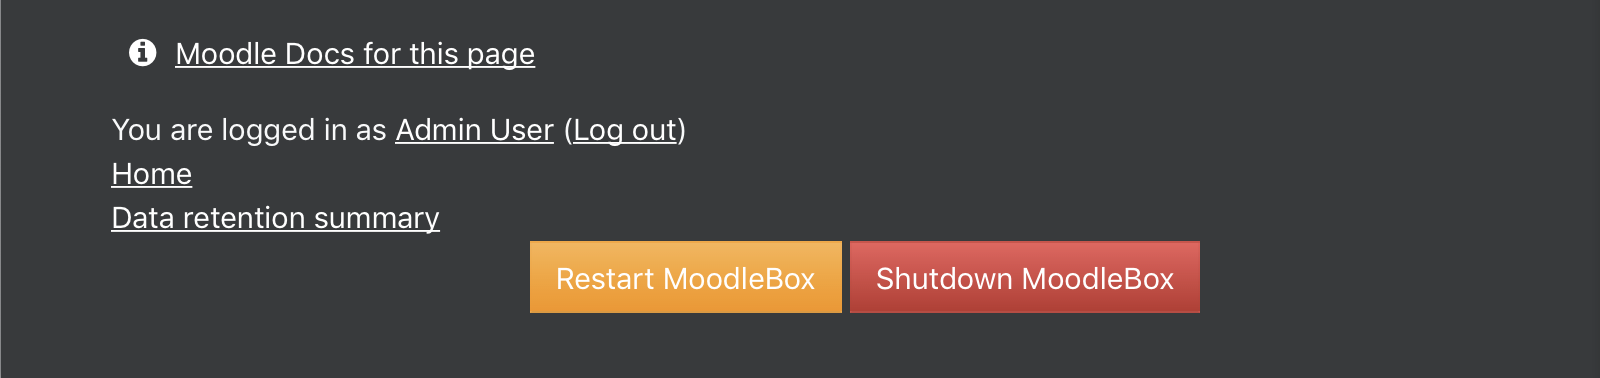 Moodle Docs for this page
You are logged in as Admin User (Log out)
Home
Data retention summary
Restart MoodleBox Shutdown MoodleBox